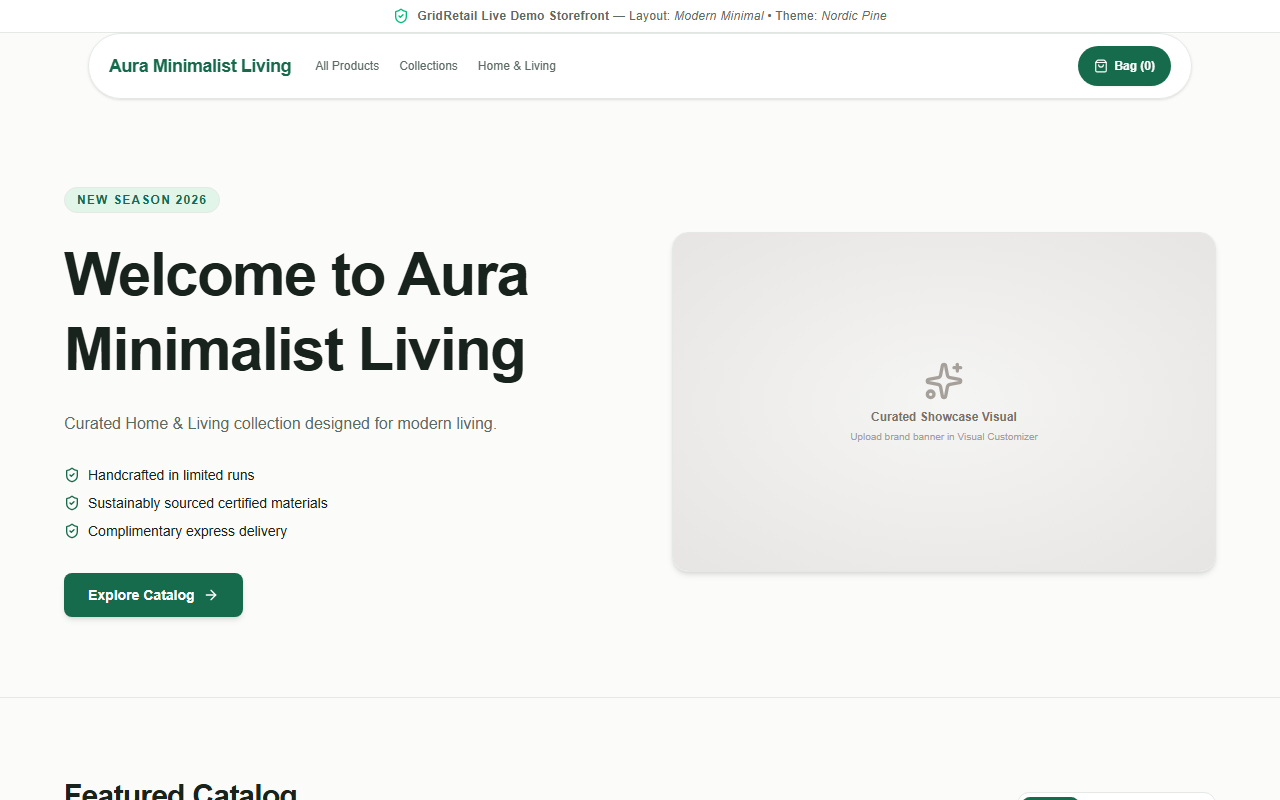 GridRetail Live Demo Storefront — Layout: Modern Minimal • Theme: Nordic Pine
Aura Minimalist Living
All Products
Collections
Home & Living
Bag (0)
NEW SEASON 2026
Welcome to Aura
Minimalist Living
Curated Home & Living collection designed for modern living.
Handcrafted in limited runs
Sustainably sourced certified materials
Complimentary express delivery
Explore Catalog
Curated Showcase Visual
Upload brand banner in Visual Customizer
Featured Catalog